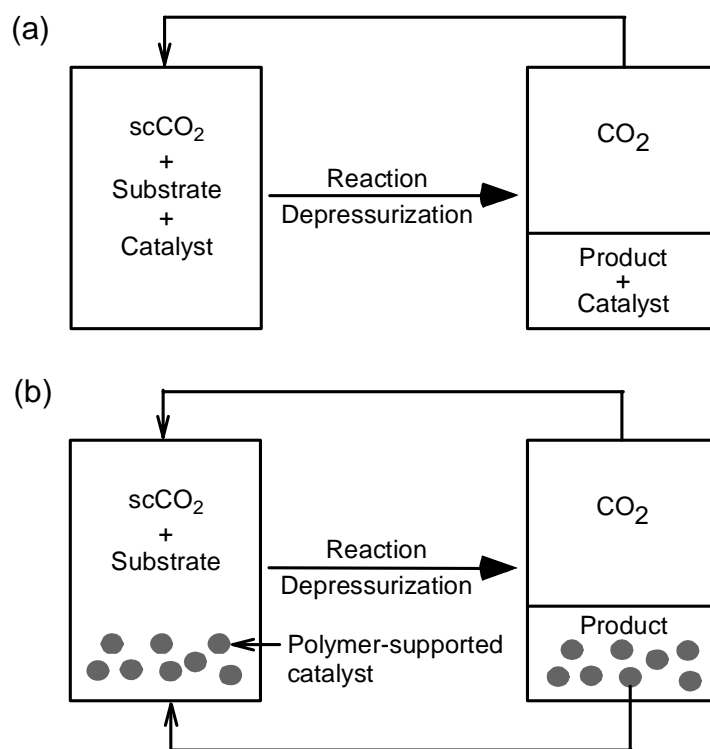 (a)
scCO₂
+
Substrate
+
Catalyst
Reaction
Depressurization
CO₂
Product
+
Catalyst
(b)
scCO₂
+
Substrate
Reaction
Depressurization
Polymer-supported
catalyst
CO₂
Product